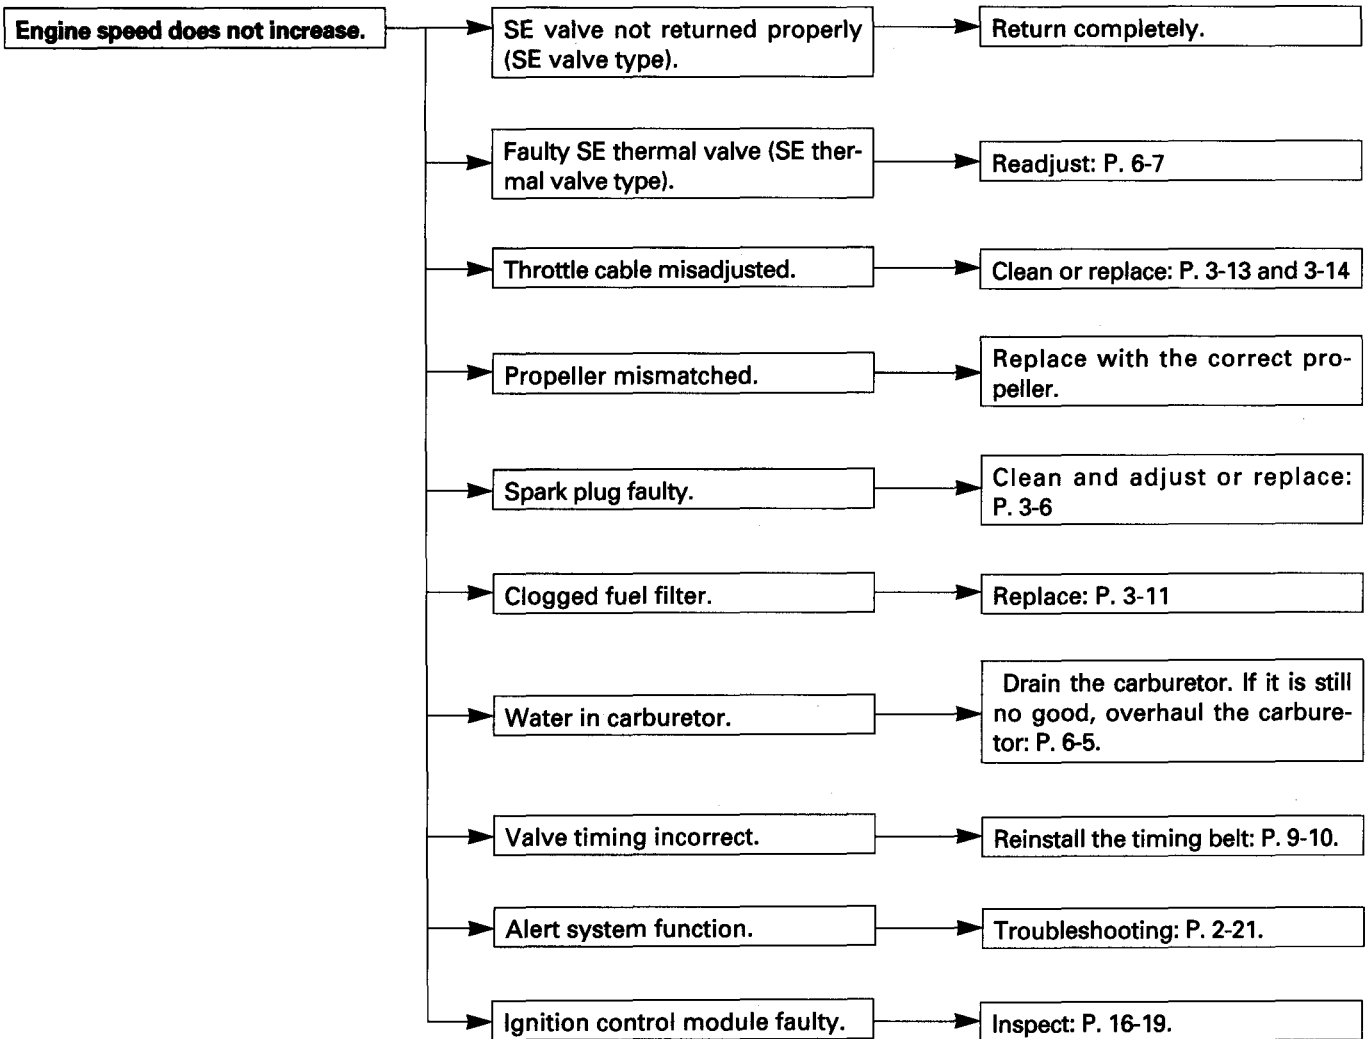 Engine speed does not increase.
SE valve not returned properly
(SE valve type).
Return completely.
Faulty SE thermal valve (SE ther-
mal valve type).
Readjust: P. 6-7
Throttle cable misadjusted.
Clean or replace: P. 3-13 and 3-14
Propeller mismatched.
Replace with the correct pro-
peller.
Spark plug faulty.
Clean and adjust or replace:
P. 3-6
Clogged fuel filter.
Replace: P. 3-11
Water in carburetor.
Drain the carburetor. If it is still
no good, overhaul the carbure-
tor: P. 6-5.
Valve timing incorrect.
Reinstall the timing belt: P. 9-10.
Alert system function.
Troubleshooting: P. 2-21.
Ignition control module faulty.
Inspect: P. 16-19.